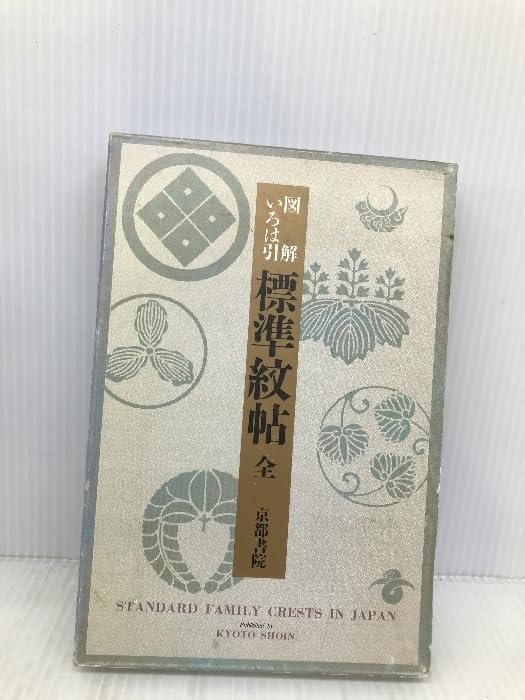 図解
いろは引
標準紋帖
全
京都書院
STANDARD FAMILY CRESTS IN JAPAN
Published by
KYOTO SHOIN